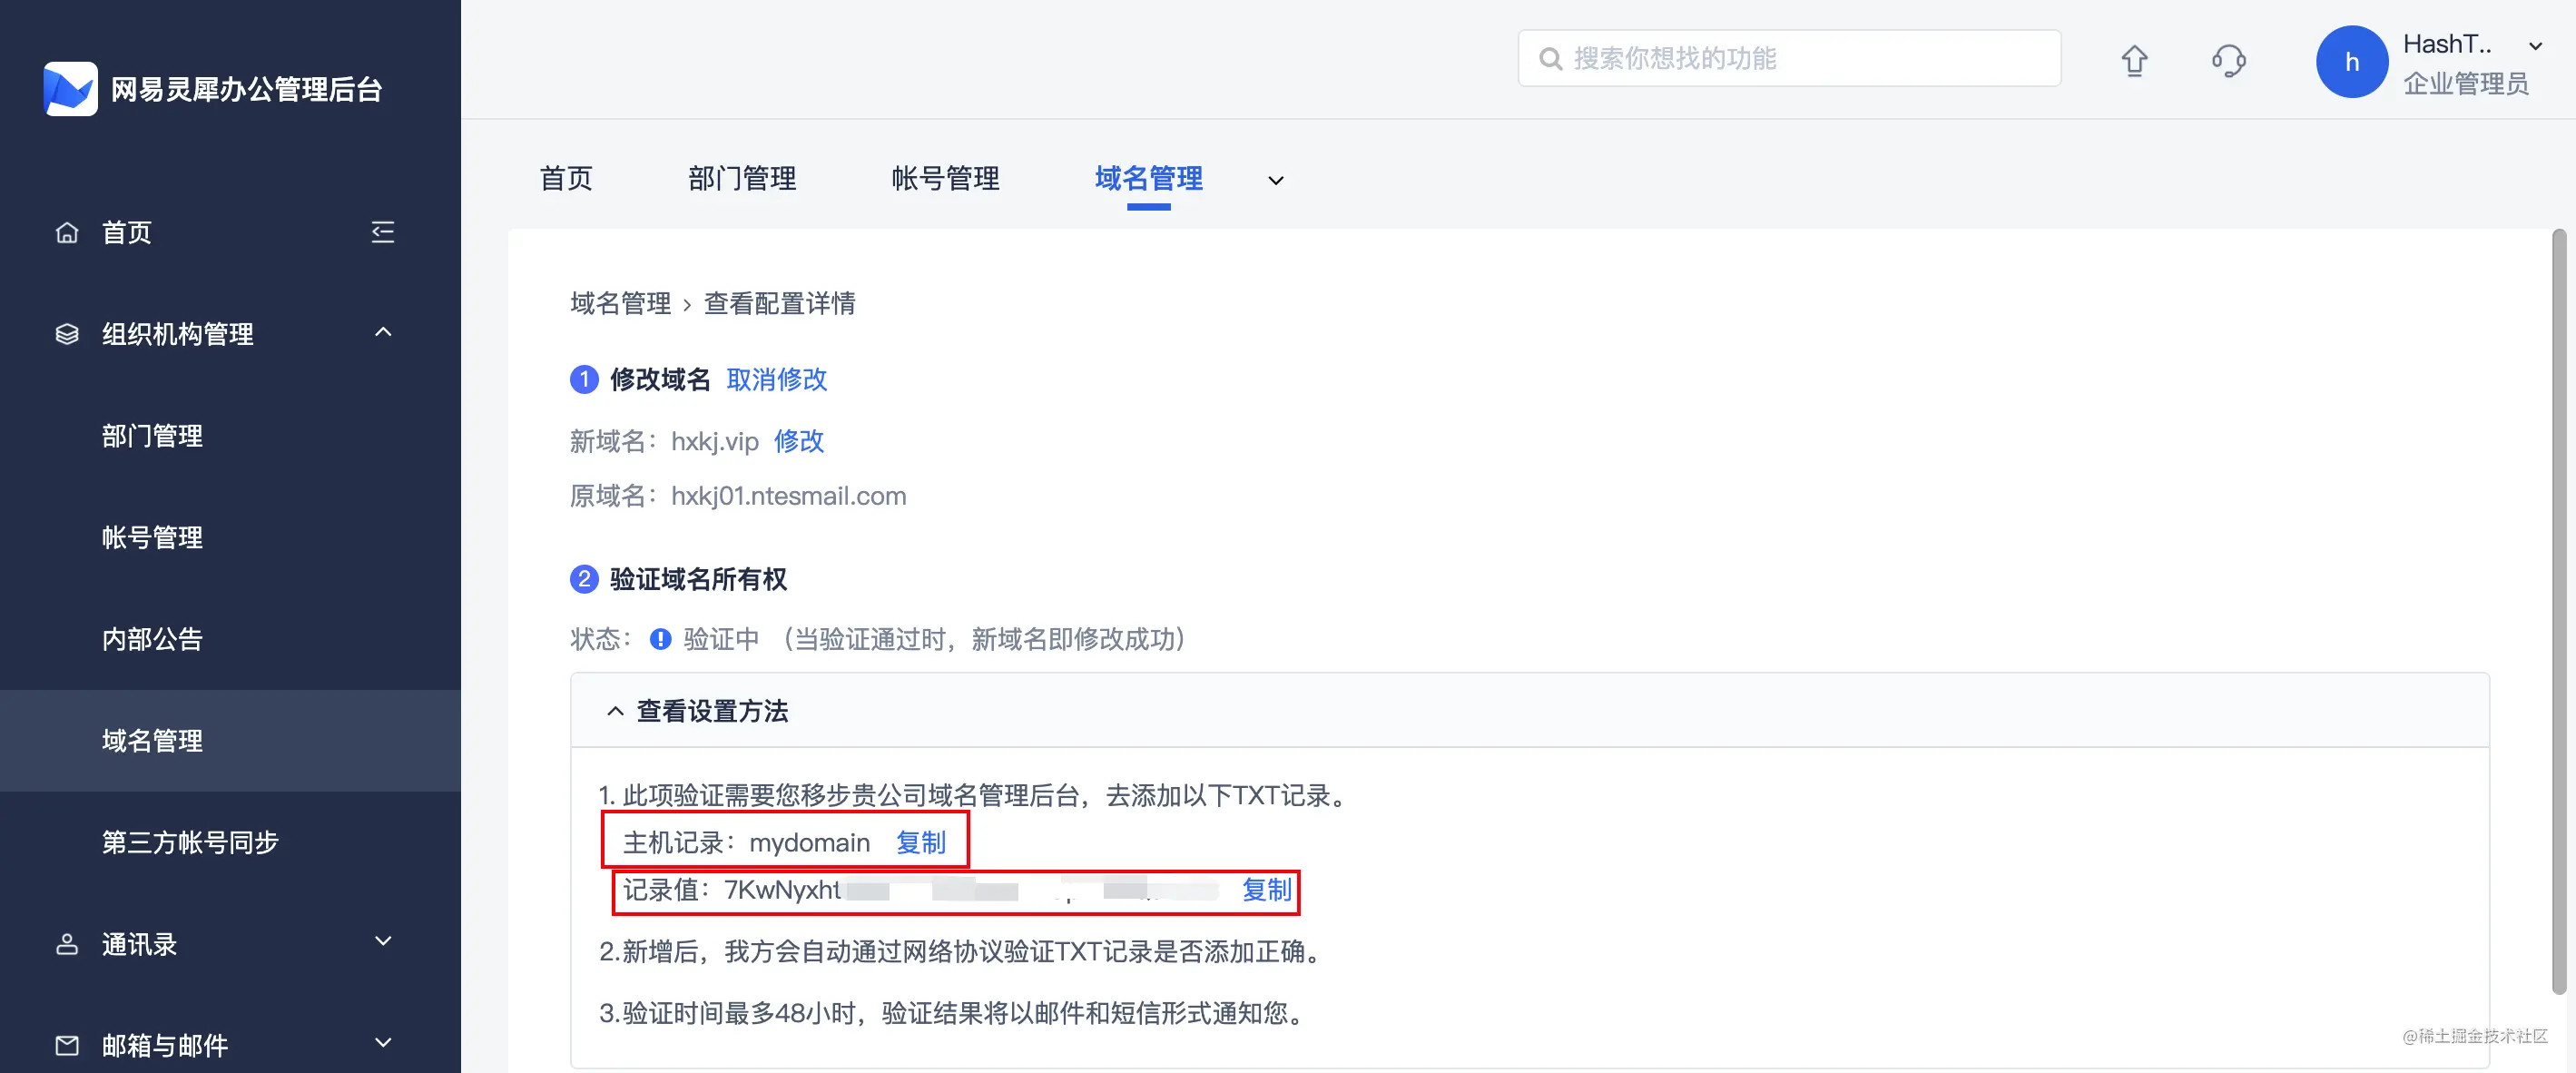 网易灵犀办公管理后台
搜索你想找的功能
h
HashT..
企业管理员
首页
组织机构管理
部门管理
帐号管理
内部公告
域名管理
第三方帐号同步
通讯录
邮箱与邮件
首页 部门管理 帐号管理 域名管理
域名管理 › 查看配置详情
1 修改域名 取消修改
新域名：hxkj.vip 修改
原域名：hxkj01.ntesmail.com
2 验证域名所有权
状态： 验证中 （当验证通过时，新域名即修改成功）
查看设置方法
1. 此项验证需要您移步贵公司域名管理后台，去添加以下TXT记录。
主机记录：mydomain 复制
记录值：7KwNyxht 复制
2.新增后，我方会自动通过网络协议验证TXT记录是否添加正确。
3.验证时间最多48小时，验证结果将以邮件和短信形式通知您。
@稀土掘金技术社区